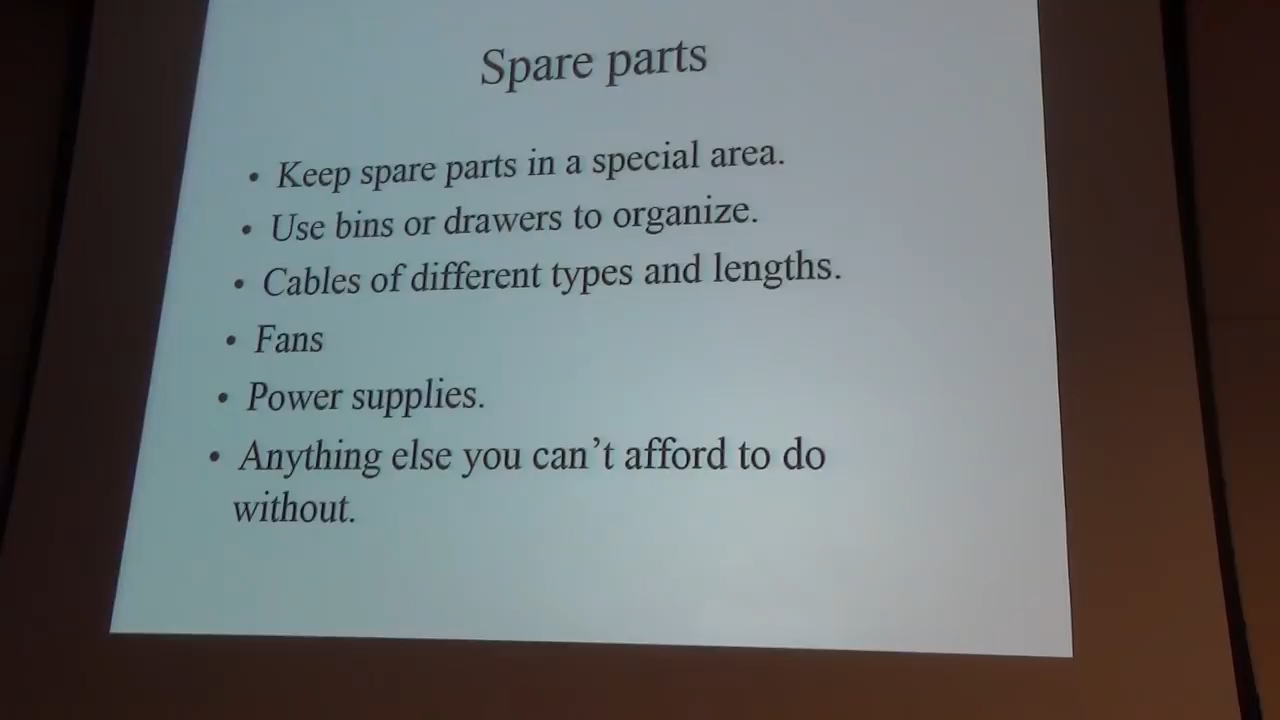 Spare parts
• Keep spare parts in a special area.
• Use bins or drawers to organize.
• Cables of different types and lengths.
• Fans
• Power supplies.
• Anything else you can’t afford to do
without.